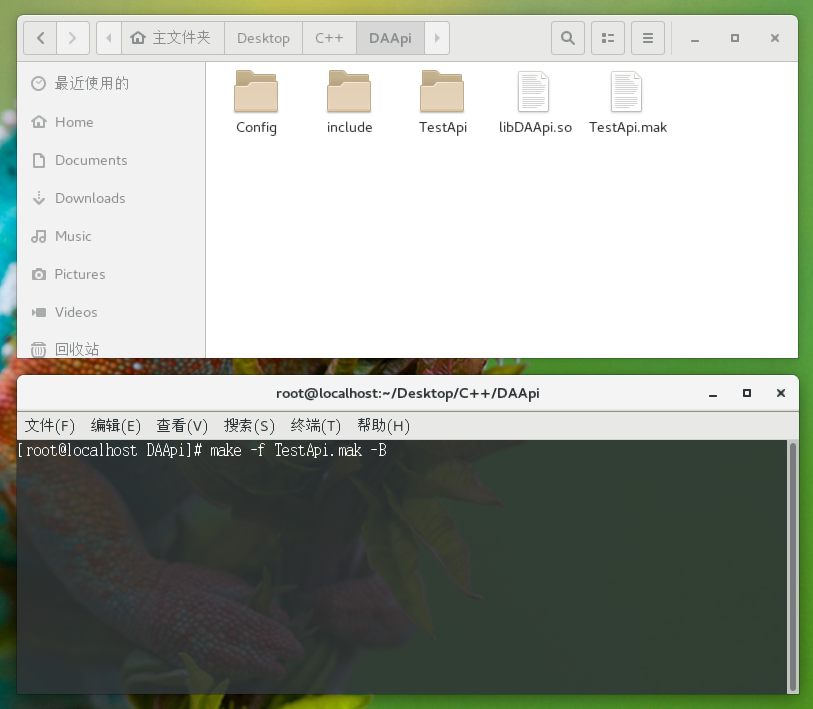 主文件夹 Desktop C++ DAApi
最近使用的
Home
Documents
Downloads
Music
Pictures
Videos
回收站
Config include TestApi libDAApi.so TestApi.mak
root@localhost:~/Desktop/C++/DAApi
文件(F) 编辑(E) 查看(V) 搜索(S) 终端(T) 帮助(H)
[root@localhost DAApi]# make -f TestApi.mak -B